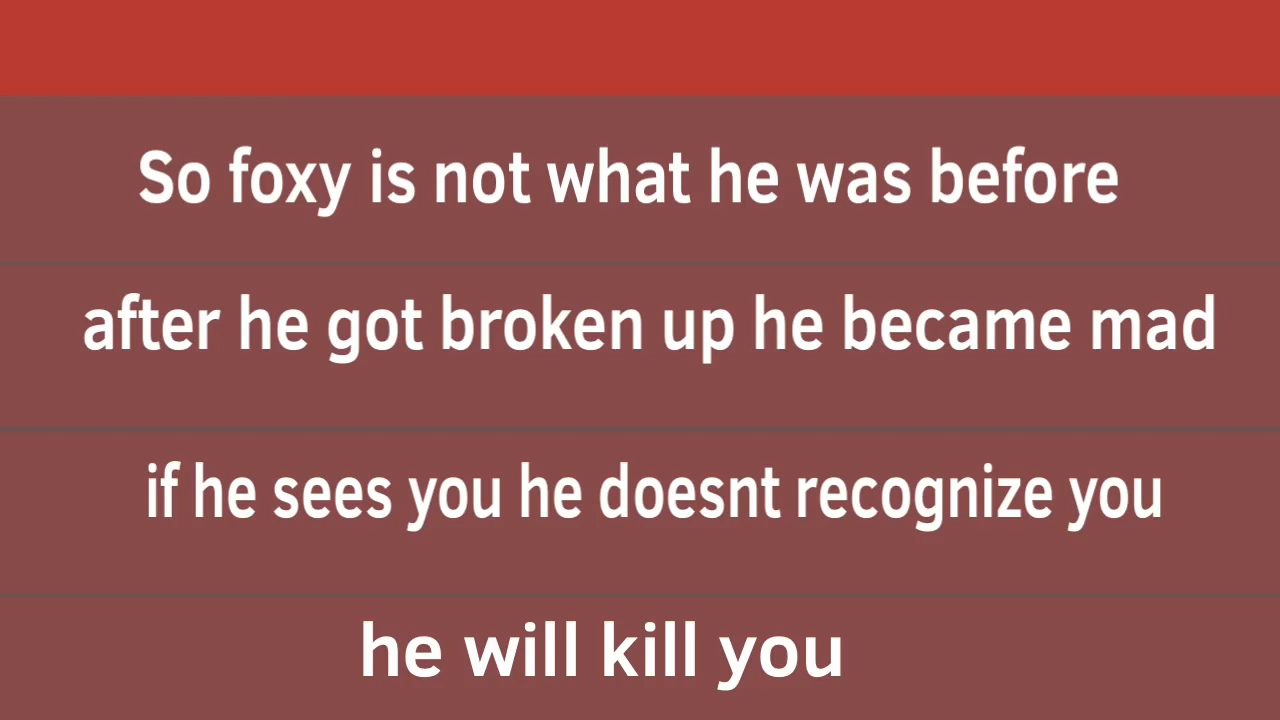 So foxy is not what he was before
after he got broken up he became mad
if he sees you he doesnt recognize you
he will kill you